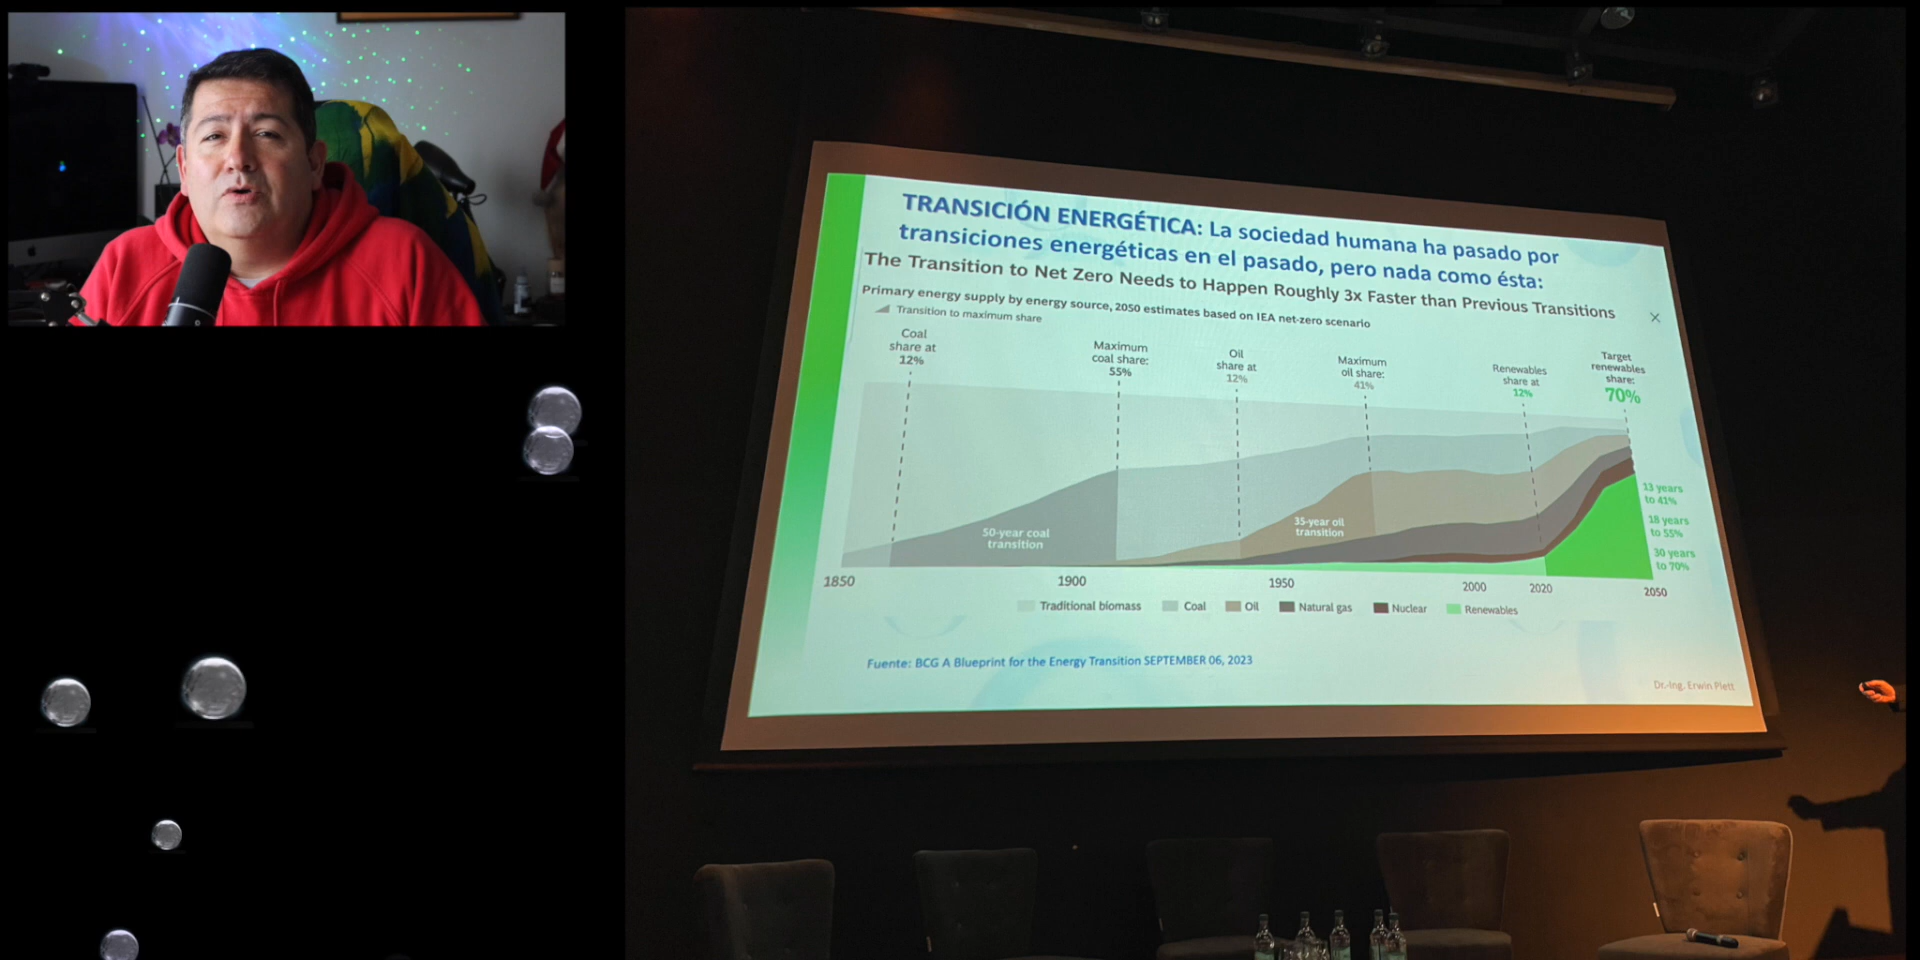 TRANSICIÓN ENERGÉTICA: La sociedad humana ha pasado por
transiciones energéticas en el pasado, pero nada como ésta:
The Transition to Net Zero Needs to Happen Roughly 3x Faster than Previous Transitions
Primary energy supply by energy source, 2050 estimates based on IEA net-zero scenario
Transition to maximum share
Coal
share at
12%
Maximum
coal share:
55%
Oil
share at
12%
Maximum
oil share:
41%
Renewables
share at
12%
Target
renewables
share:
70%
50-year coal
transition
35-year oil
transition
13 years
to 41%
18 years
to 55%
30 years
to 70%
1850
1900
1950
2000
2020
2050
Traditional biomass
Coal
Oil
Natural gas
Nuclear
Renewables
Fuente: BCG A Blueprint for the Energy Transition SEPTEMBER 06, 2023
Dr.-Ing. Erwin Plett